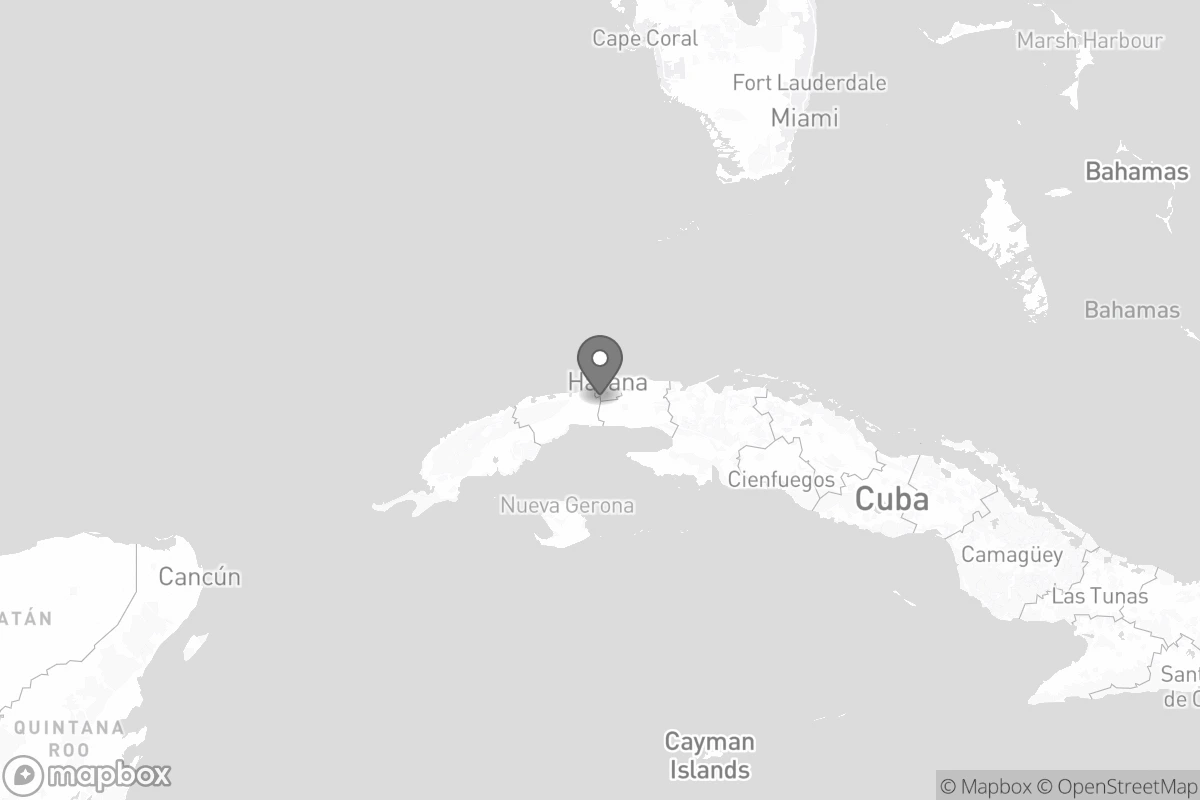 Cape Coral
Marsh Harbour
Fort Lauderdale
Miami
Bahamas
Bahamas
Havana
Cienfuegos
Cuba
Nueva Gerona
Camagüey
Cancún
Las Tunas
ATÁN
Sant
de C
QUINTANA
ROO
Cayman
Islands
mapbox
© Mapbox © OpenStreetMap